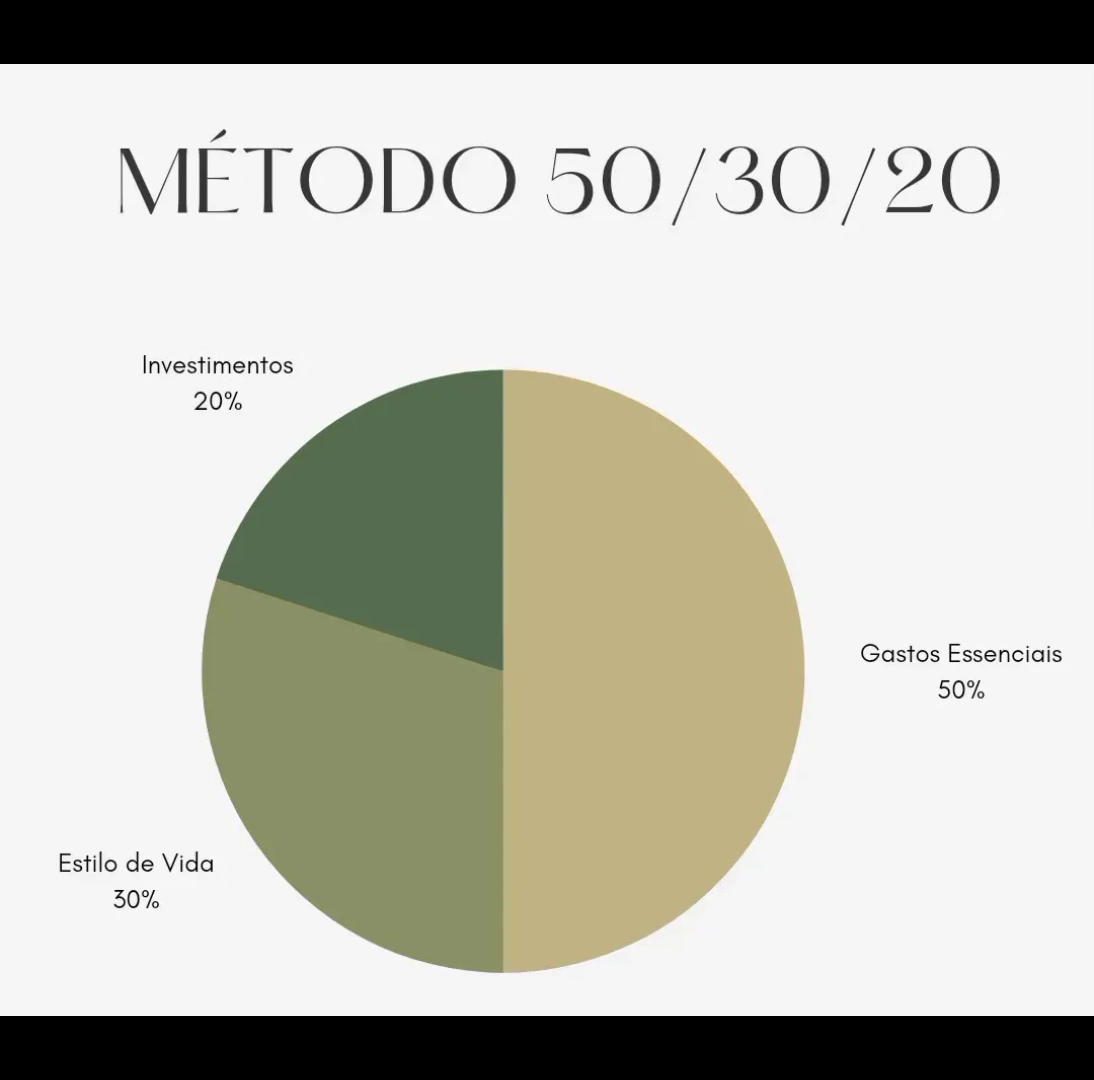 MÉTODO 50/30/20
Investimentos
20%
Gastos Essenciais
50%
Estilo de Vida
30%